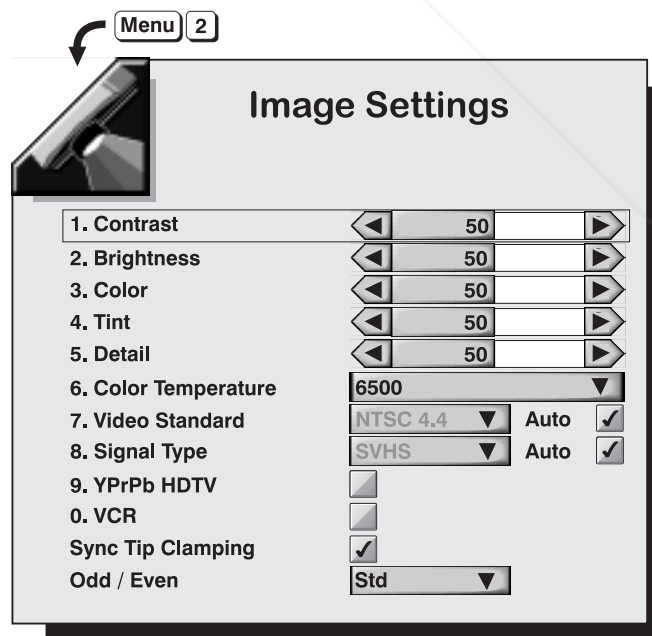 Menu 2
Image Settings
1. Contrast 50
2. Brightness 50
3. Color 50
4. Tint 50
5. Detail 50
6. Color Temperature 6500
7. Video Standard NTSC 4.4 Auto
8. Signal Type SVHS Auto
9. YPrPb HDTV
0. VCR
Sync Tip Clamping
Odd / Even Std